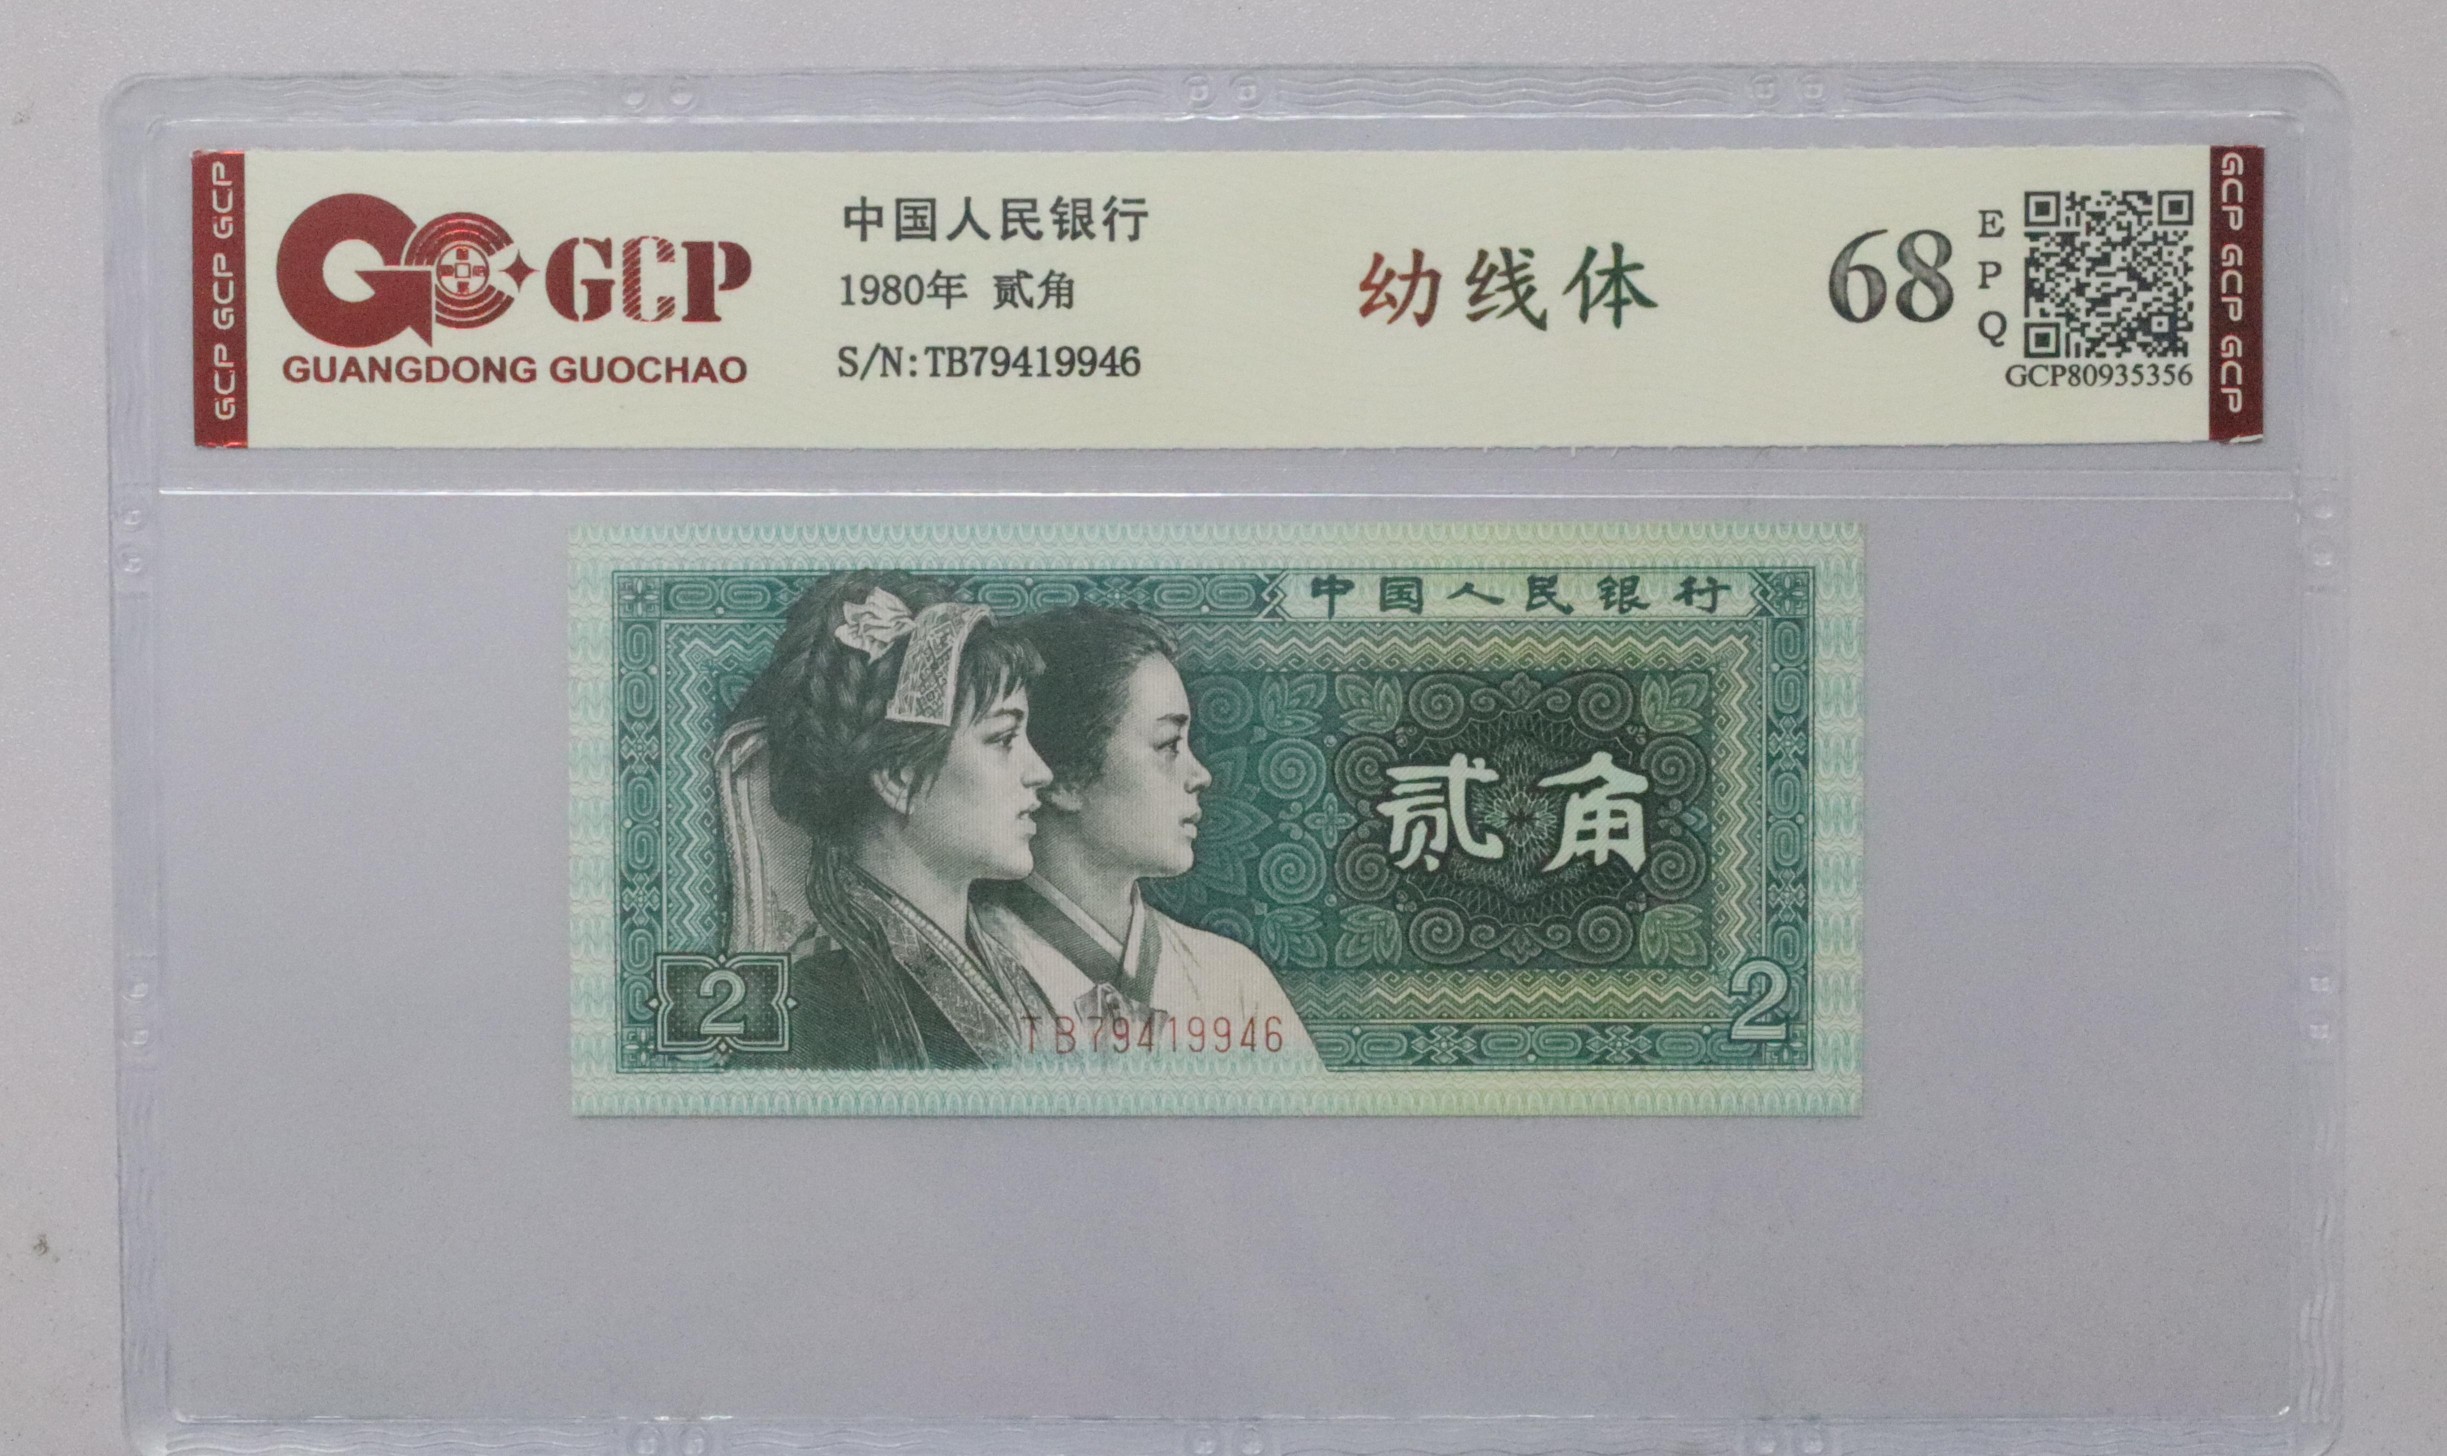 GCP GCP GCP
GCP
GUANGDONG GUOCHAO
中国人民银行
1980年 贰角
S/N:TB79419946
幼线体
68
E
P
Q
GCP80935356
GCP GCP GCP
中国人民银行
贰角
2
TB79419946
2